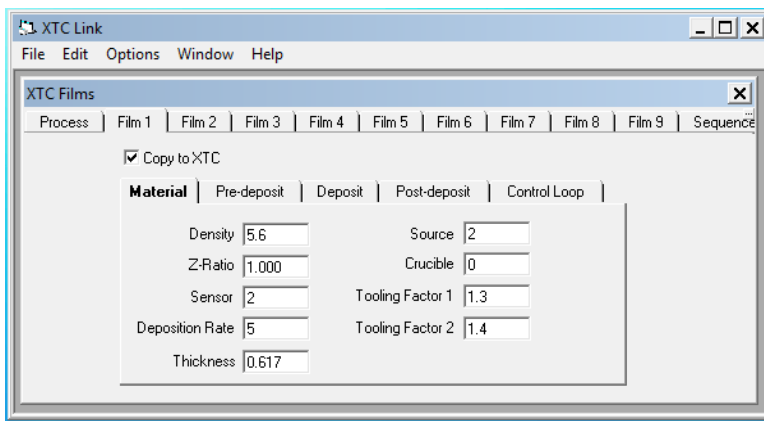 XTC Link
File Edit Options Window Help
XTC Films
Process Film 1 Film 2 Film 3 Film 4 Film 5 Film 6 Film 7 Film 8 Film 9 Sequence
Copy to XTC
Material Pre-deposit Deposit Post-deposit Control Loop
Density 5.6 Source 2
Z-Ratio 1.000 Crucible 0
Sensor 2 Tooling Factor 1 1.3
Deposition Rate 5 Tooling Factor 2 1.4
Thickness 0.617